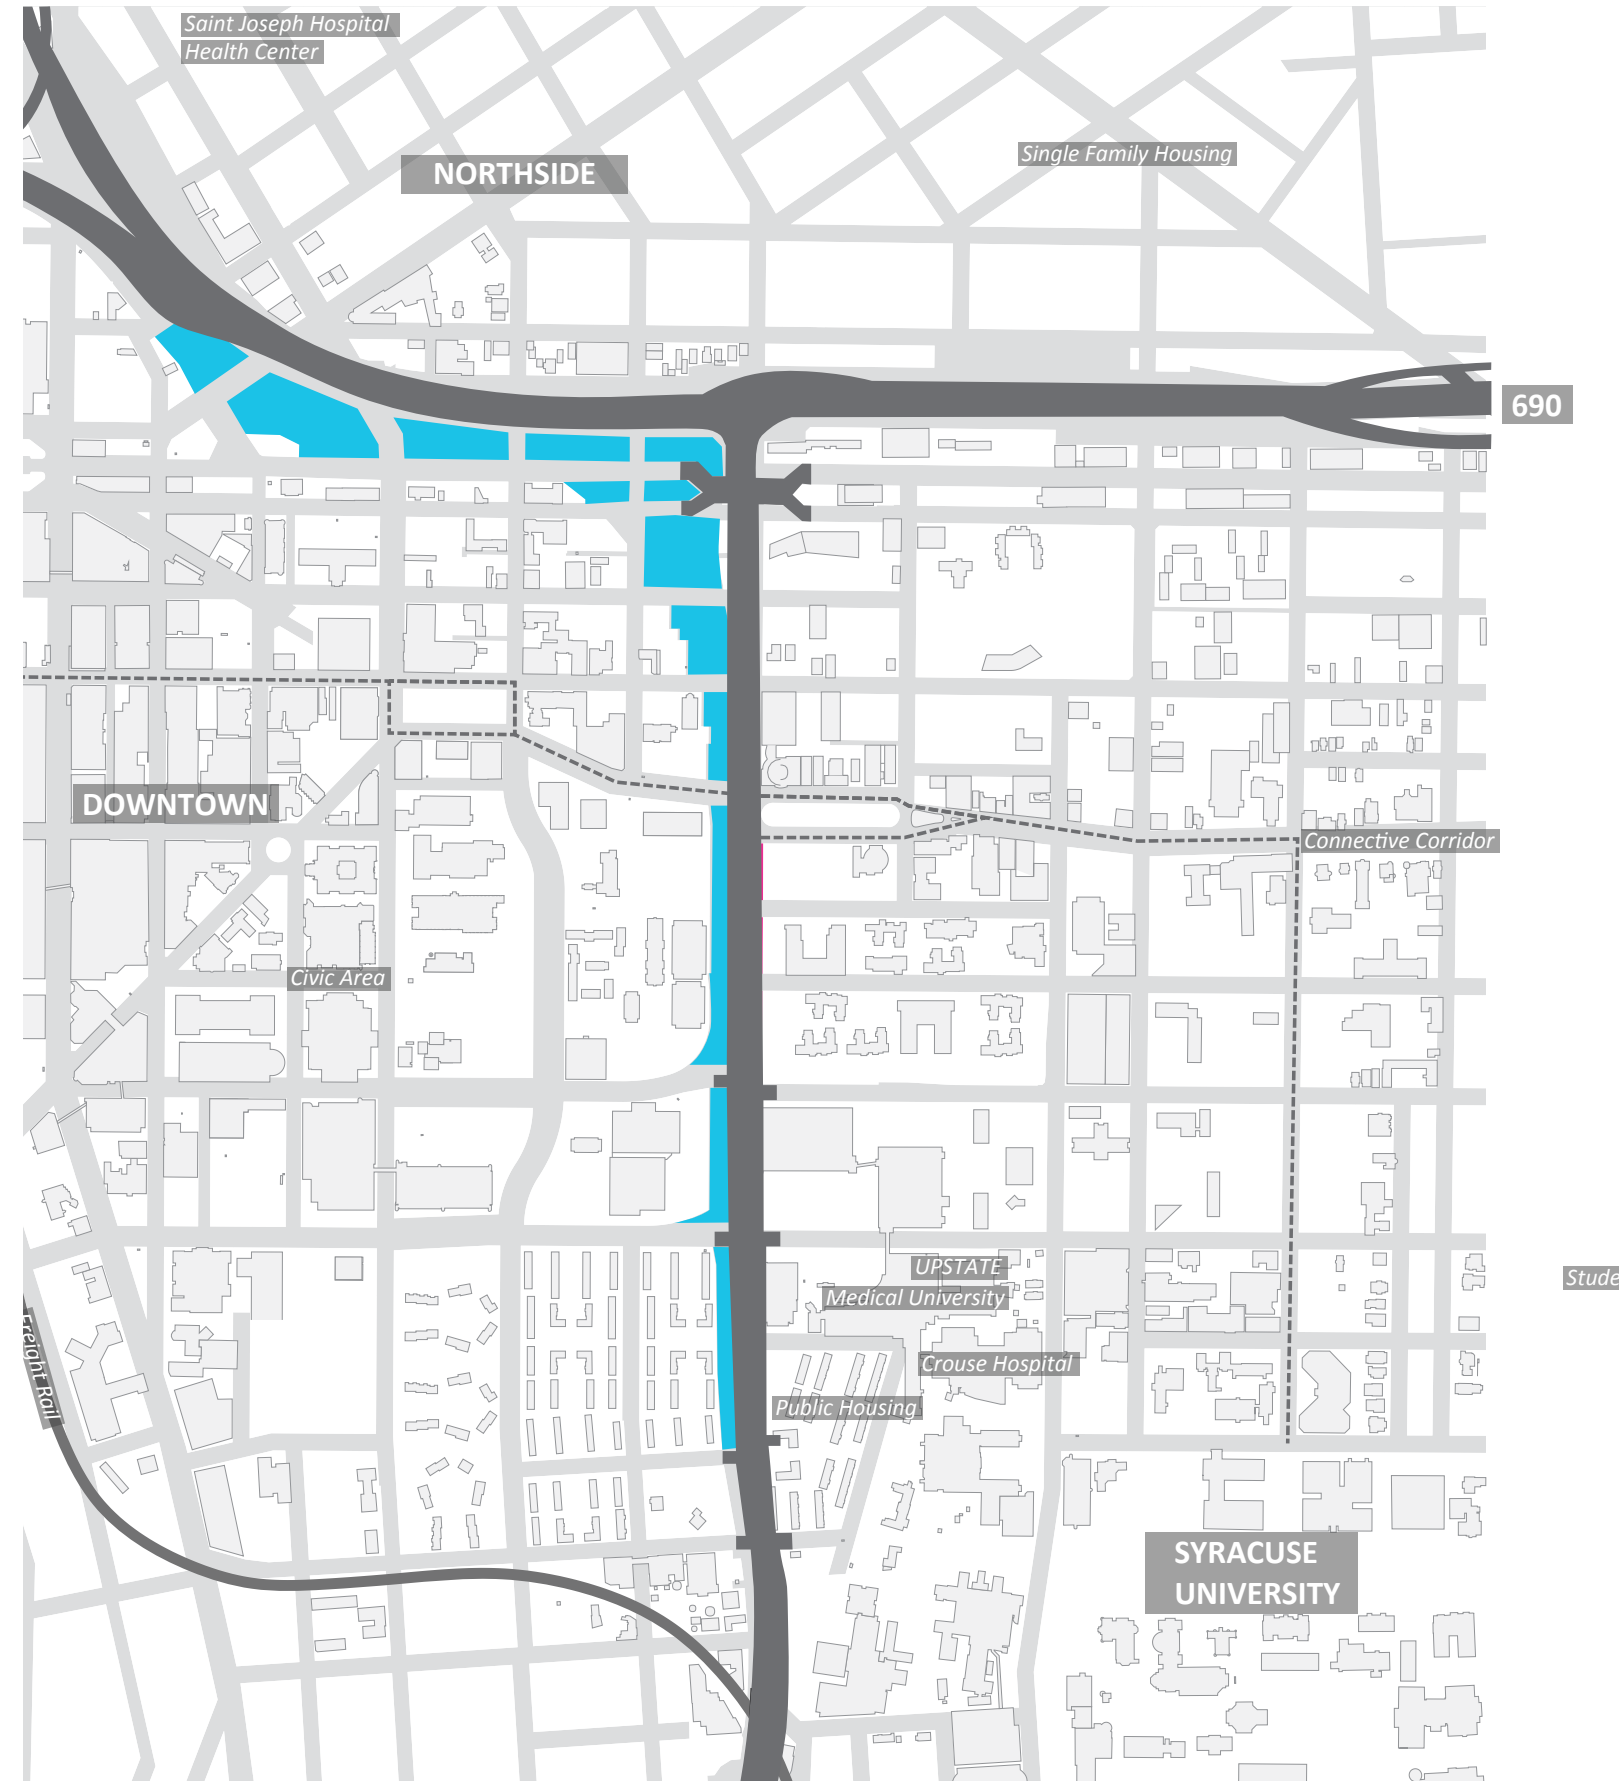 Saint Joseph Hospital
Health Center
Single Family Housing
NORTHSIDE
690
DOWNTOWN
Connective Corridor
Civic Area
UPSTATE
Medical University
Stude
Freight Rail
Crouse Hospital
Public Housing
SYRACUSE
UNIVERSITY